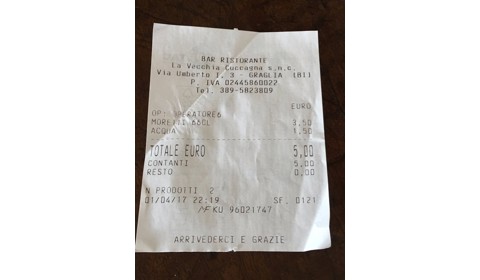 BAR RISTORANTE
La Vecchia Cuccagna s.n.c.
Via Umberto I, 3 - GRAGLIA (BI)
P. IVA 02445860022
Tel. 389-5823809
EURO
OP: OPERATORE6
MORETTI 66CL 3,50
ACQUA 1,50
TOTALE EURO 5,00
CONTANTI 5,00
RESTO 0,00
N PRODOTTI 2
01/04/17 22:19 SF. 0121
KU 96021747
ARRIVEDERCI E GRAZIE